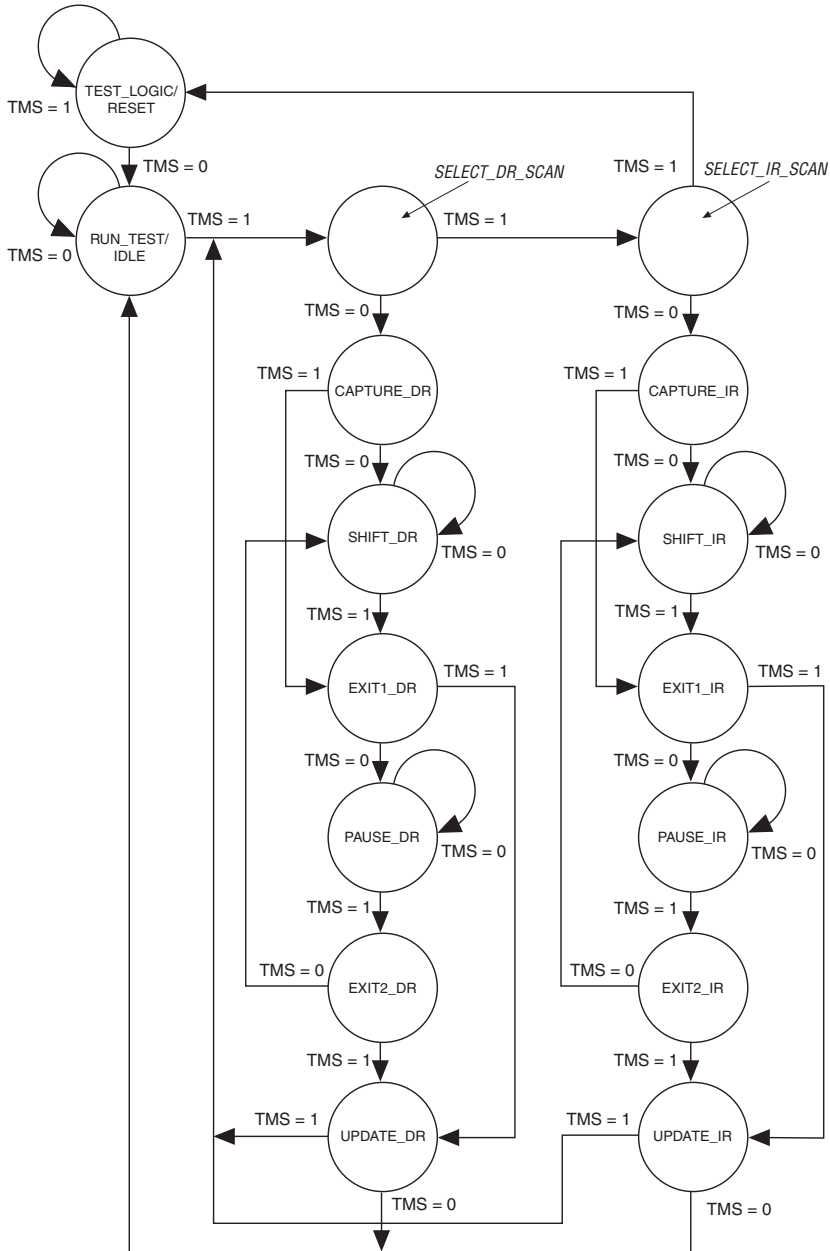 TEST_LOGIC/
RESET
TMS = 1
TMS = 0
TMS = 1
SELECT_DR_SCAN
SELECT_IR_SCAN
RUN_TEST/
IDLE
TMS = 0
TMS = 1
TMS = 1
TMS = 0
TMS = 0
TMS = 1
CAPTURE_DR
TMS = 1
CAPTURE_IR
TMS = 0
TMS = 0
SHIFT_DR
TMS = 0
SHIFT_IR
TMS = 0
TMS = 1
TMS = 1
EXIT1_DR
TMS = 1
EXIT1_IR
TMS = 1
TMS = 0
TMS = 0
PAUSE_DR
TMS = 0
PAUSE_IR
TMS = 0
TMS = 1
TMS = 1
TMS = 0
EXIT2_DR
TMS = 0
EXIT2_IR
TMS = 1
TMS = 1
TMS = 1
UPDATE_DR
TMS = 1
UPDATE_IR
TMS = 0
TMS = 0